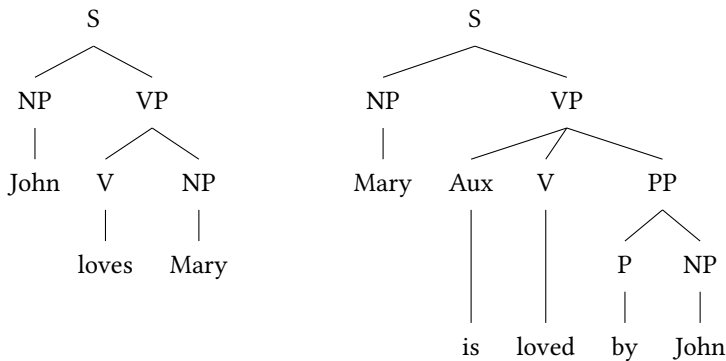 S S
NP VP NP VP
John V NP Mary Aux V PP
loves Mary P NP
is loved by John